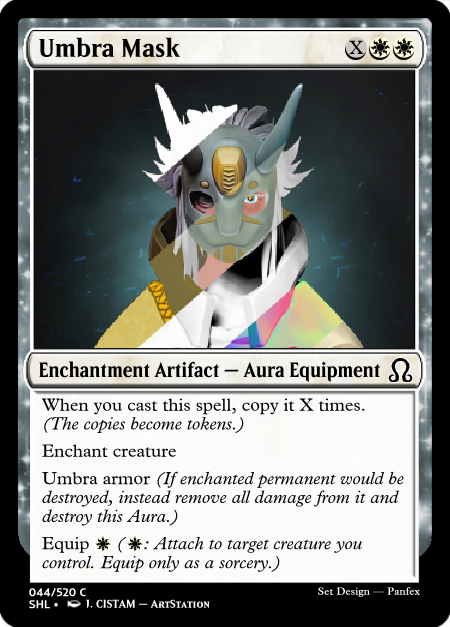 Umbra Mask X
Enchantment Artifact — Aura Equipment
When you cast this spell, copy it X times.
(The copies become tokens.)
Enchant creature
Umbra armor (If enchanted permanent would be
destroyed, instead remove all damage from it and
destroy this Aura.)
Equip ( : Attach to target creature you
control. Equip only as a sorcery.)
044/520 C
SHL • J. CISTAM — ArtStation
Set Design — Panfex